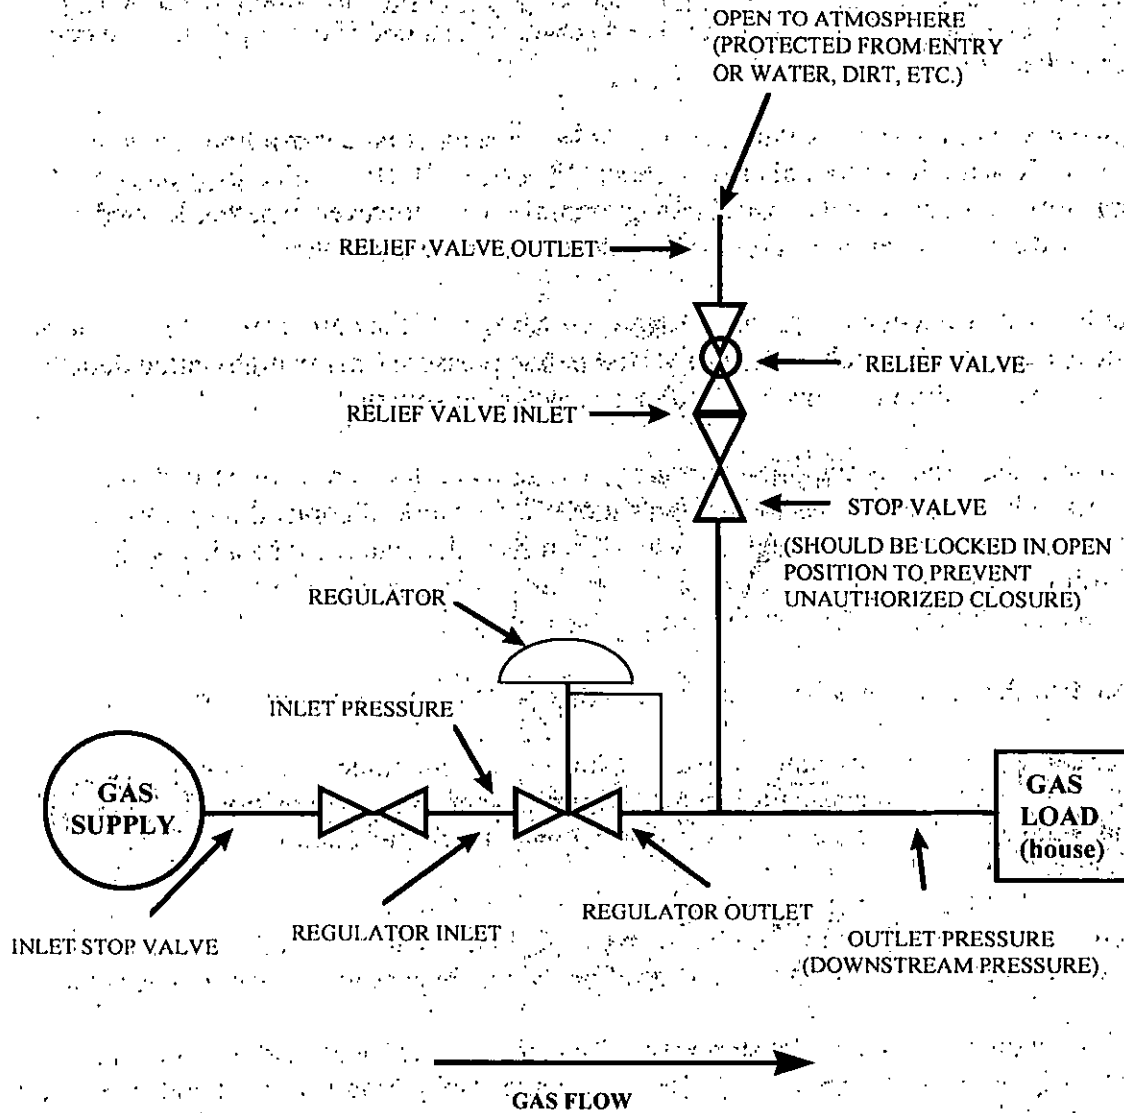 OPEN TO ATMOSPHERE
(PROTECTED FROM ENTRY
OR WATER, DIRT, ETC.)
RELIEF VALVE OUTLET
RELIEF VALVE
RELIEF VALVE INLET
STOP VALVE
(SHOULD BE LOCKED IN OPEN
POSITION TO PREVENT
UNAUTHORIZED CLOSURE)
REGULATOR
INLET PRESSURE
GAS
SUPPLY
GAS
LOAD
(house)
INLET STOP VALVE
REGULATOR INLET
REGULATOR OUTLET
OUTLET PRESSURE
(DOWNSTREAM PRESSURE)
GAS FLOW